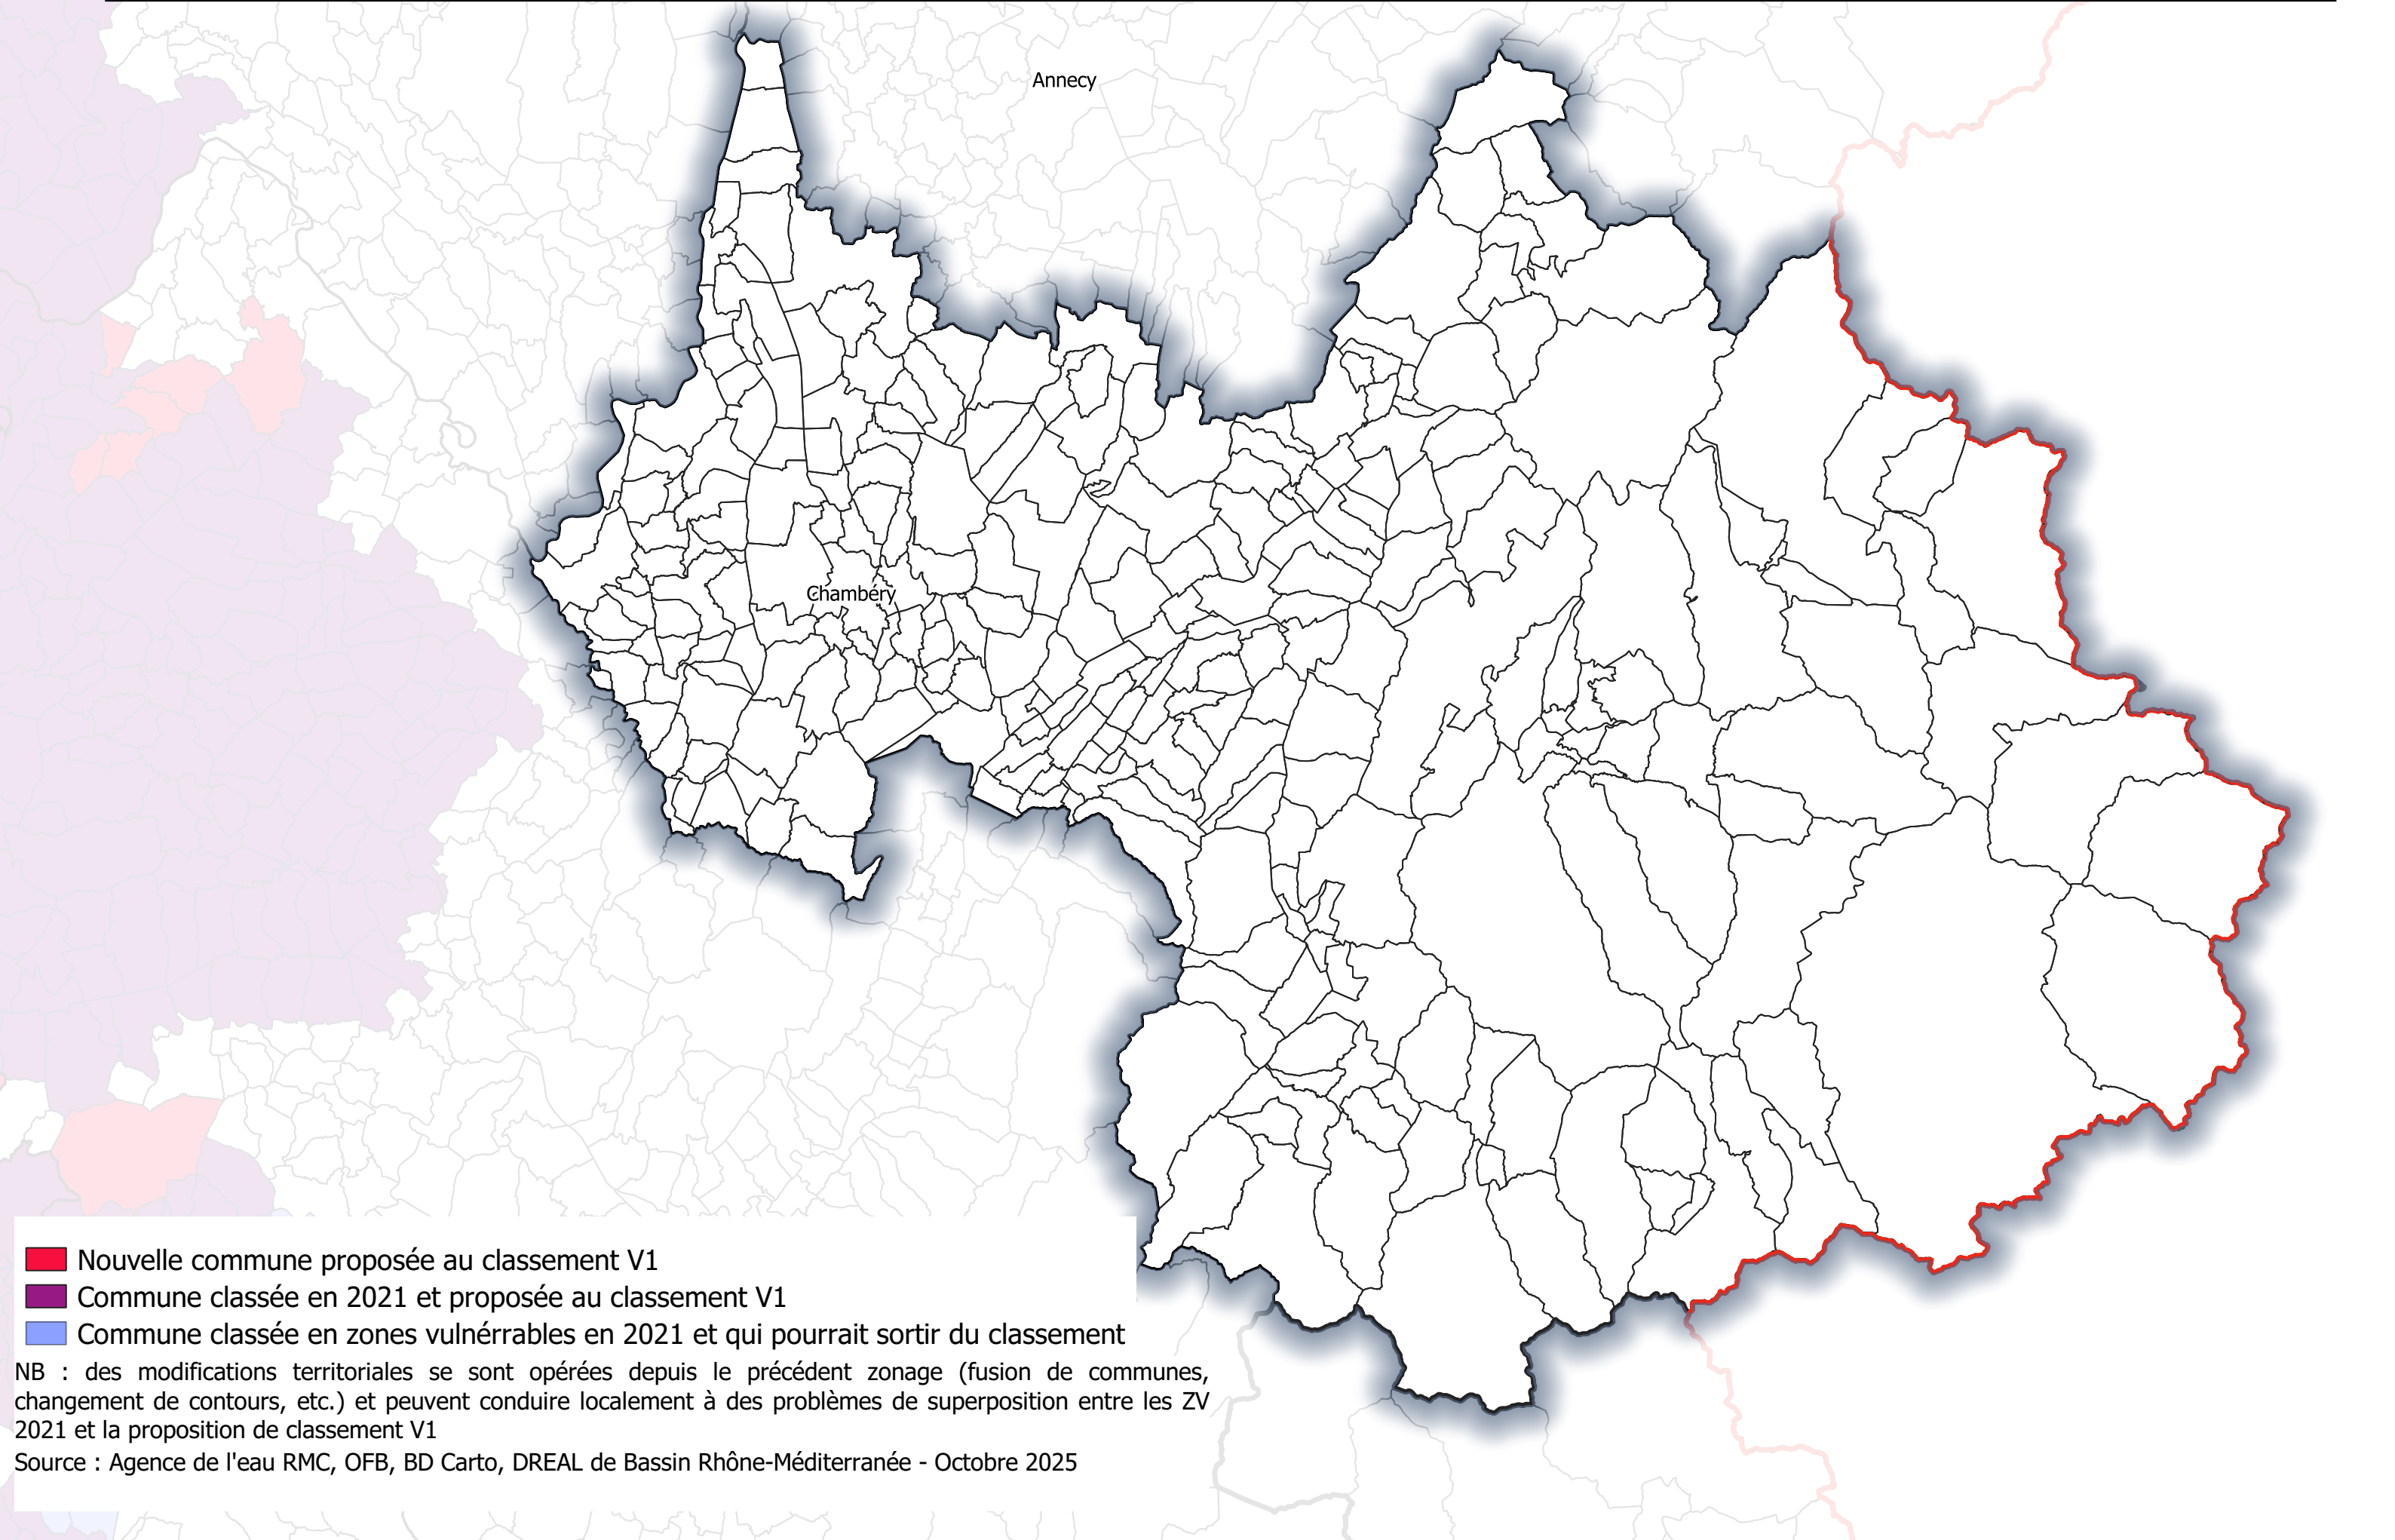 Annecy
Chambéry
Nouvelle commune proposée au classement V1
Commune classée en 2021 et proposée au classement V1
Commune classée en zones vulnérrables en 2021 et qui pourrait sortir du classement
NB : des modifications territoriales se sont opérées depuis le précédent zonage (fusion de communes,
changement de contours, etc.) et peuvent conduire localement à des problèmes de superposition entre les ZV
2021 et la proposition de classement V1
Source : Agence de l'eau RMC, OFB, BD Carto, DREAL de Bassin Rhône-Méditerranée - Octobre 2025